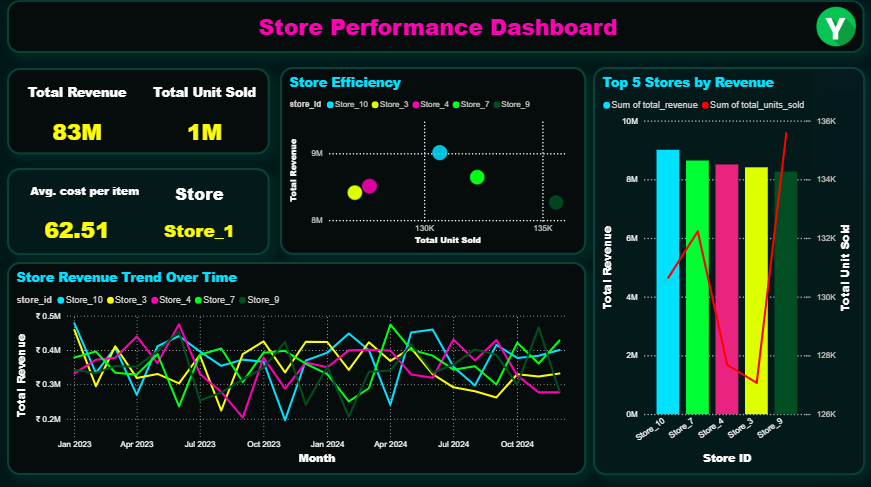 Store Performance Dashboard
Y
Total Revenue
Total Unit Sold
83M
1M
Avg. cost per item
Store
62.51
Store_1
Store Efficiency
store_id Store_10 Store_3 Store_4 Store_7 Store_9
Total Revenue
9M
8M
130K 135K
Total Unit Sold
Top 5 Stores by Revenue
Sum of total_revenue Sum of total_units_sold
Total Revenue
10M
8M
6M
4M
2M
0M
136K
134K
132K
130K
128K
126K
Total Unit Sold
Store_10 Store_7 Store_4 Store_3 Store_9
Store ID
Store Revenue Trend Over Time
store_id Store_10 Store_3 Store_4 Store_7 Store_9
Total Revenue
₹ 0.5M
₹ 0.4M
₹ 0.3M
₹ 0.2M
Jan 2023 Apr 2023 Jul 2023 Oct 2023 Jan 2024 Apr 2024 Jul 2024 Oct 2024
Month